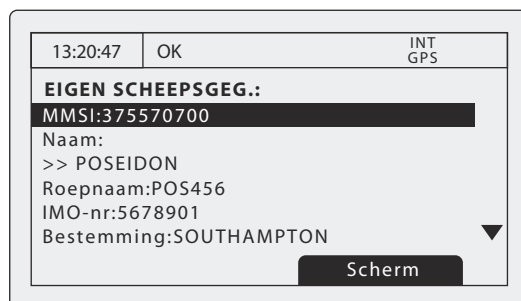 13:20:47 OK INT GPS
EIGEN SCHEEPSGEG.:
MMSI:375570700
Naam:
>> POSEIDON
Roepnaam:POS456
IMO-nr:5678901
Bestemming:SOUTHAMPTON
Scherm